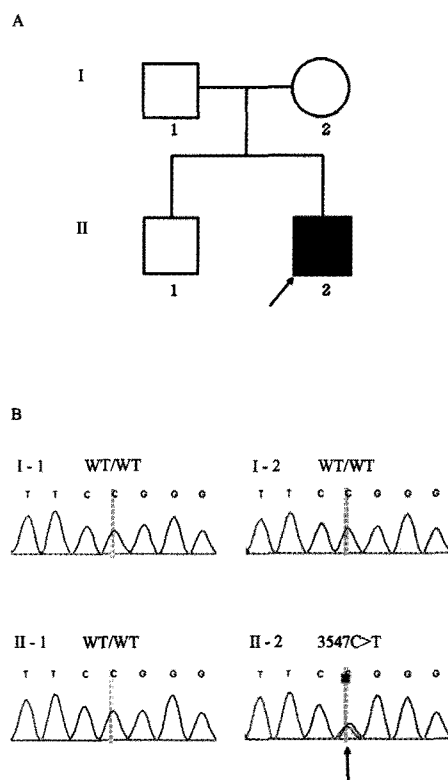 A
I
1 2
II
1 2
B
I - 1 WT/WT
T T C C G G G
I - 2 WT/WT
T T C C G G G
II - 1 WT/WT
T T C C G G G
II - 2 3547C>T
T T C G G G